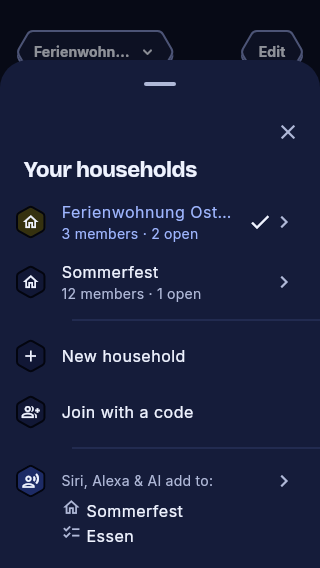 Ferienwohn...
Edit
Your households
Ferienwohnung Ost...
3 members · 2 open
Sommerfest
12 members · 1 open
New household
Join with a code
Siri, Alexa & AI add to:
Sommerfest
Essen